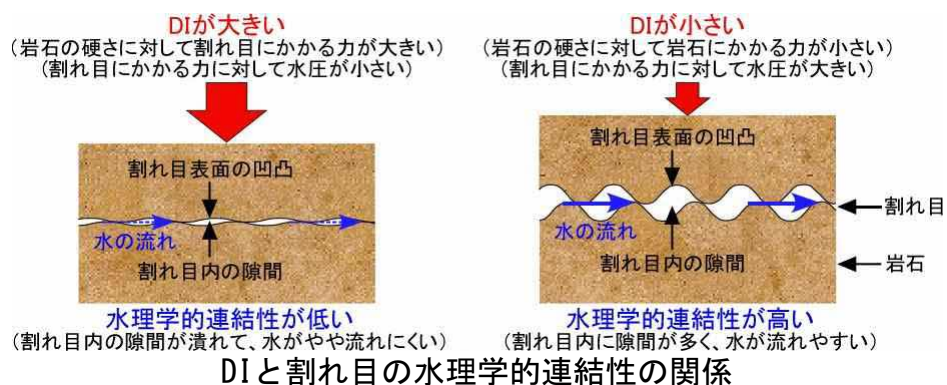 DIが大きい
(岩石の硬さに対して割れ目にかかる力が大きい)
(割れ目にかかる力に対して水圧が小さい)
割れ目表面の凹凸
水の流れ
割れ目内の隙間
水理学的連結性が低い
(割れ目内の隙間が潰れて、水がやや流れにくい)
DIが小さい
(岩石の硬さに対して岩石にかかる力が小さい)
(割れ目にかかる力に対して水圧が大きい)
割れ目表面の凹凸
水の流れ
割れ目
割れ目内の隙間
岩石
水理学的連結性が高い
(割れ目内に隙間が多く、水が流れやすい)
DIと割れ目の水理学的連結性の関係